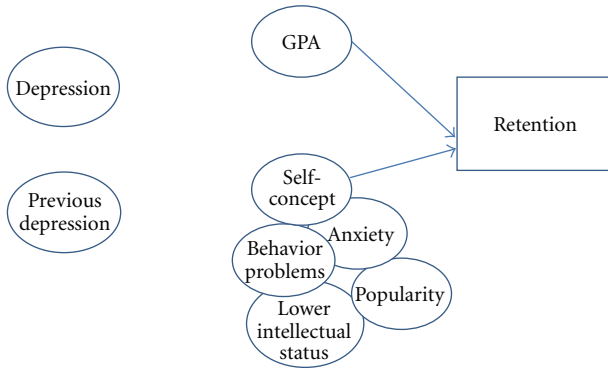 GPA
Depression
Retention
Self-
concept
Previous
depression
Anxiety
Behavior
problems
Popularity
Lower
intellectual
status